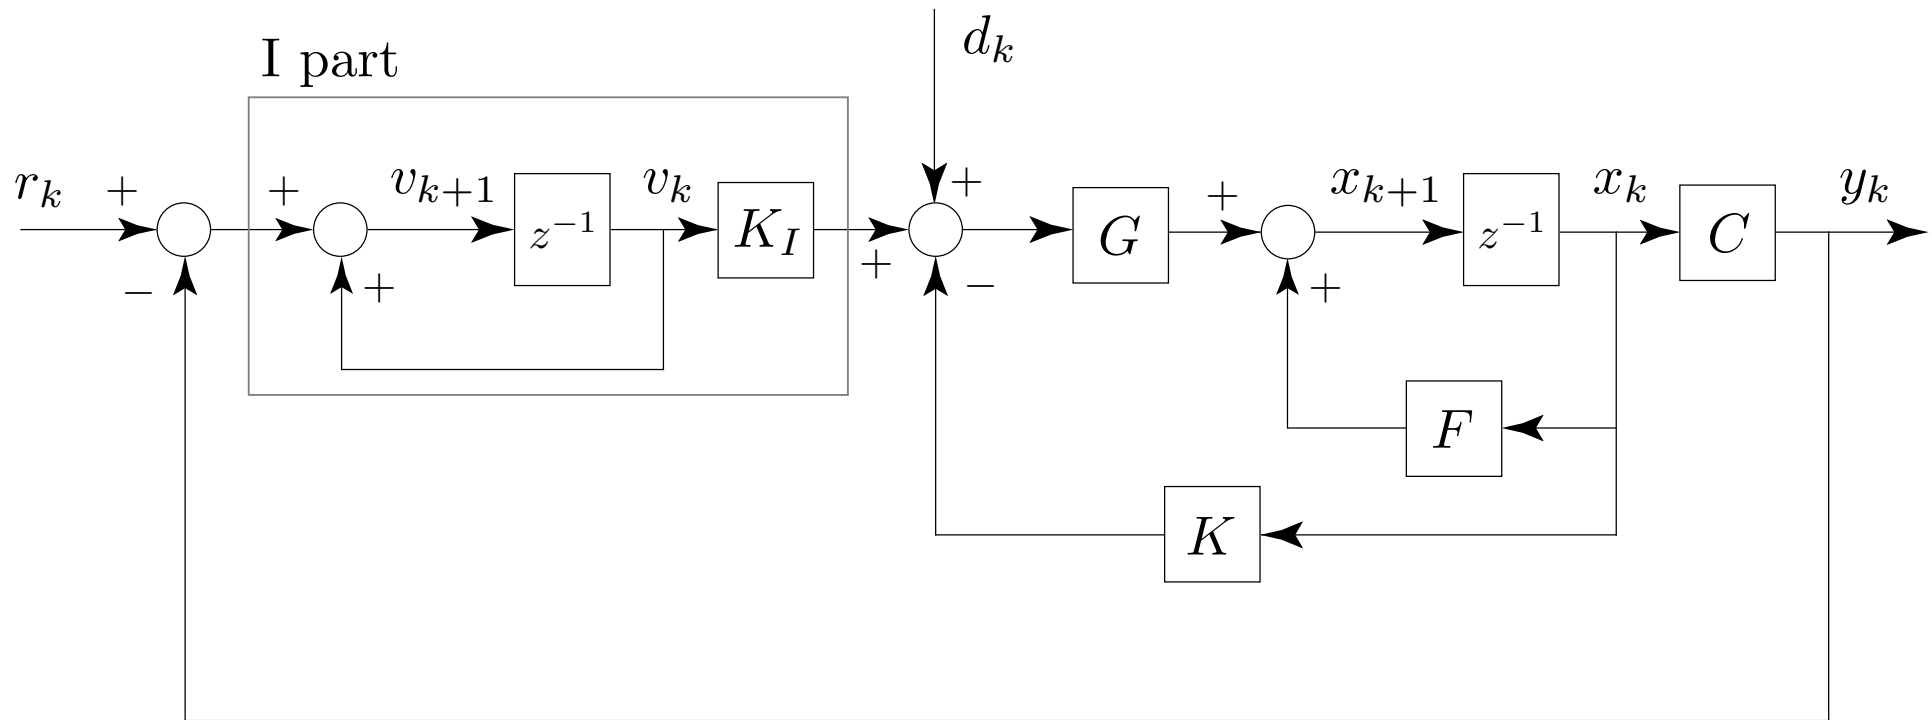 I part
d_k
r_k + + v_{k+1} z^{-1} v_k K_I + + G + x_{k+1} z^{-1} x_k C y_k
− + − +
F
K